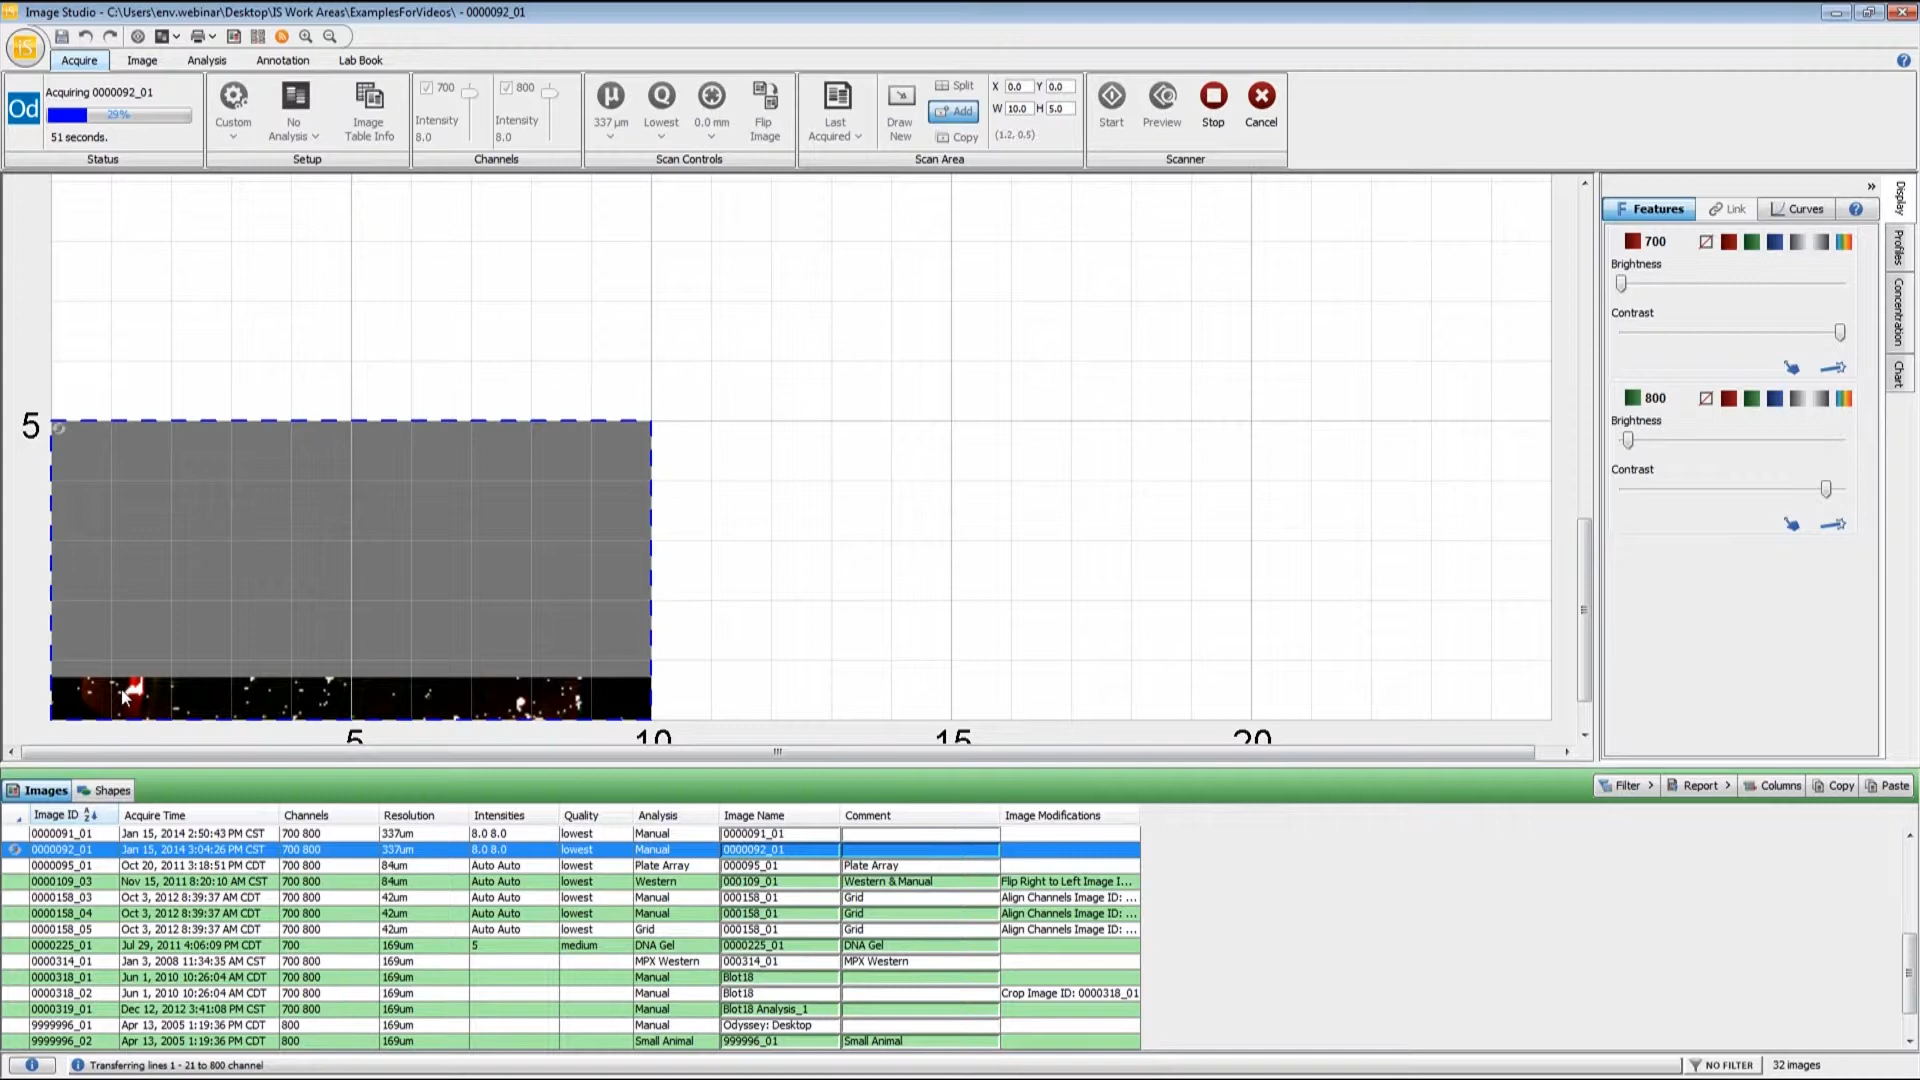 Image Studio - C:\Users\env.webinar\Desktop\IS Work Areas\ExamplesForVideos\ - 0000092_01
Acquire Image Analysis Annotation Lab Book
Od
Acquiring 0000092_01
29%
51 seconds.
Status
Custom
No Analysis
Image Table Info
Setup
700
Intensity
8.0
800
Intensity
8.0
Channels
337 µm
Lowest
0.0 mm
Flip Image
Scan Controls
Last Acquired
Draw New
Split
Add
Copy
X 0.0 Y 0.0
W 10.0 H 5.0
(1.2, 0.5)
Scan Area
Start
Preview
Stop
Cancel
Scanner
5
5 10 15 20
Features Link Curves
700
Brightness
Contrast
800
Brightness
Contrast
Display
Profiles
Concentration
Chart
Images Shapes
Filter Report Columns Copy Paste
Image ID Acquire Time Channels Resolution Intensities Quality Analysis Image Name Comment Image Modifications
0000091_01 Jan 15, 2014 2:50:43 PM CST 700 800 337um 8.0 8.0 lowest Manual 0000091_01
0000092_01 Jan 15, 2014 3:04:26 PM CST 700 800 337um 8.0 8.0 lowest Manual 0000092_01
0000095_01 Oct 20, 2011 3:18:51 PM CDT 700 800 84um Auto Auto lowest Plate Array 000095_01 Plate Array
0000109_03 Nov 15, 2011 8:20:10 AM CST 700 800 84um Auto Auto lowest Western 000109_01 Western & Manual Flip Right to Left Image I...
0000158_03 Oct 3, 2012 8:39:37 AM CDT 700 800 42um Auto Auto lowest Manual 000158_01 Grid Align Channels Image ID: ...
0000158_04 Oct 3, 2012 8:39:37 AM CDT 700 800 42um Auto Auto lowest Manual 000158_01 Grid Align Channels Image ID: ...
0000158_05 Oct 3, 2012 8:39:37 AM CDT 700 800 42um Auto Auto lowest Grid 000158_01 Grid Align Channels Image ID: ...
0000225_01 Jul 29, 2011 4:06:09 PM CDT 700 169um 5 medium DNA Gel 0000225_01 DNA Gel
0000314_01 Jan 3, 2008 11:34:35 AM CST 700 800 169um MPX Western 000314_01 MPX Western
0000318_01 Jun 1, 2010 10:26:04 AM CDT 700 800 169um Manual Blot18
0000318_02 Jun 1, 2010 10:26:04 AM CDT 700 800 169um Manual Blot18 Crop Image ID: 0000318_01
0000319_01 Dec 12, 2012 3:41:08 PM CST 700 800 169um Manual Blot18 Analysis_1
9999996_01 Apr 13, 2005 1:19:36 PM CDT 800 169um Manual Odyssey: Desktop
9999996_02 Apr 13, 2005 1:19:36 PM CDT 800 169um Small Animal 999996_01 Small Animal
Transferring lines 1 - 21 to 800 channel
NO FILTER 32 images